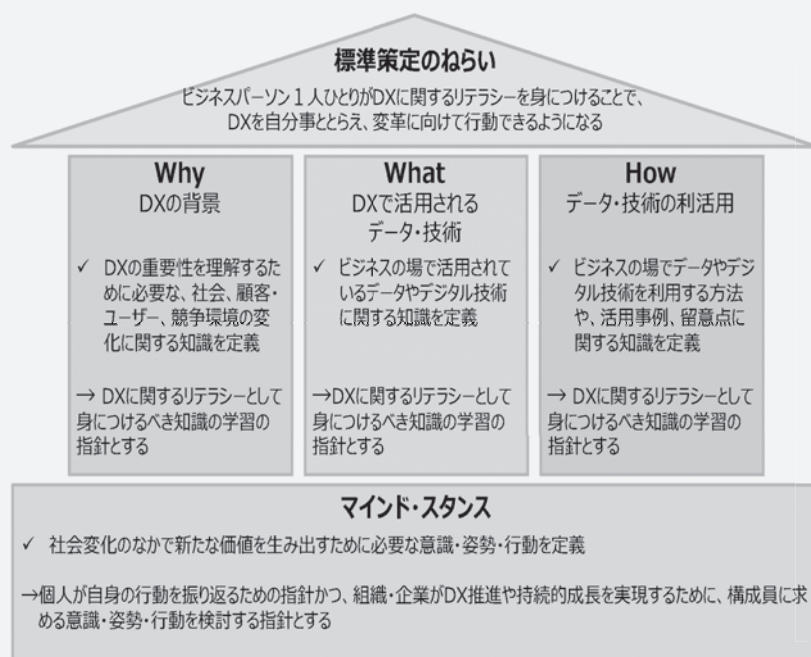 標準策定のねらい
ビジネスパーソン1人ひとりがDXに関するリテラシーを身につけることで、
DXを自分事ととらえ、変革に向けて行動できるようになる
Why
DXの背景
✓ DXの重要性を理解するた
めに必要な、社会、顧客・
ユーザー、競争環境の変
化に関する知識を定義
→ DXに関するリテラシーとして
身につけるべき知識の学習の
指針とする
What
DXで活用される
データ・技術
✓ ビジネスの場で活用されて
いるデータやデジタル技術
に関する知識を定義
→DXに関するリテラシーとして
身につけるべき知識の学習の
指針とする
How
データ・技術の利活用
✓ ビジネスの場でデータやデジ
タル技術を利用する方法
や、活用事例、留意点に
関する知識を定義
→ DXに関するリテラシーとして
身につけるべき知識の学習の
指針とする
マインド・スタンス
✓ 社会変化のなかで新たな価値を生み出すために必要な意識・姿勢・行動を定義
→個人が自身の行動を振り返るための指針かつ、組織・企業がDX推進や持続的成長を実現するために、構成員に求
める意識・姿勢・行動を検討する指針とする